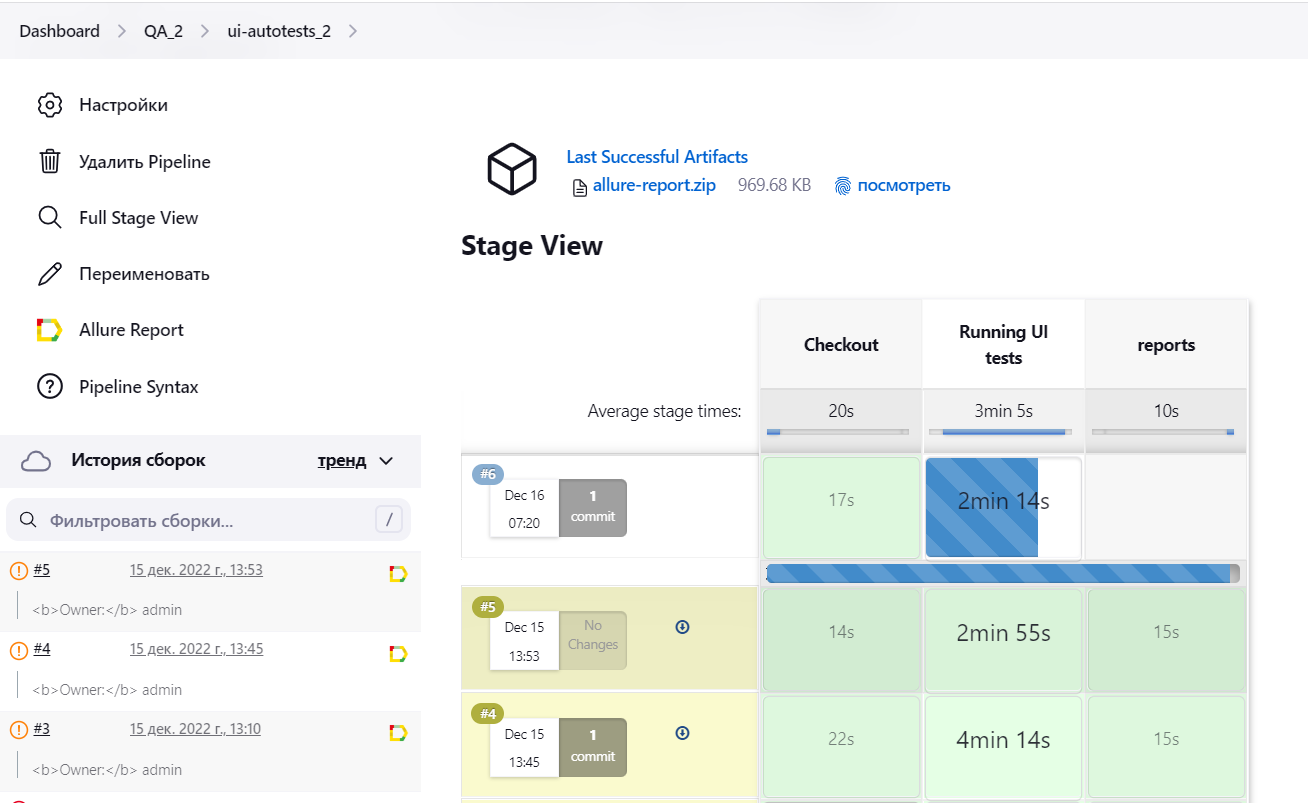 Dashboard QA_2 ui-autotests_2
Настройки
Удалить Pipeline
Full Stage View
Переименовать
Allure Report
Pipeline Syntax
История сборок тренд
Фильтровать сборки... /
#5 15 дек. 2022 г., 13:53
<b>Owner:</b> admin
#4 15 дек. 2022 г., 13:45
<b>Owner:</b> admin
#3 15 дек. 2022 г., 13:10
<b>Owner:</b> admin
Last Successful Artifacts
allure-report.zip 969.68 KB посмотреть
Stage View
Checkout
Running UI
tests
reports
Average stage times: 20s 3min 5s 10s
#6
Dec 16
07:20
1
commit
17s
2min 14s
#5
Dec 15
13:53
No
Changes
14s
2min 55s
15s
#4
Dec 15
13:45
1
commit
22s
4min 14s
15s